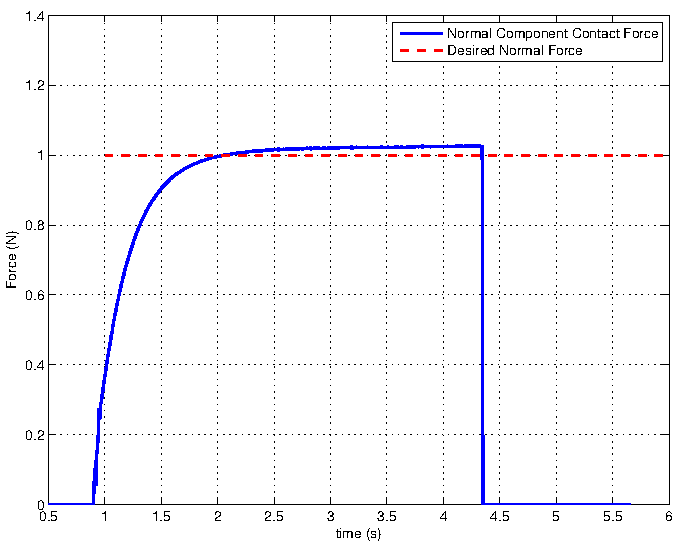 1.4
Normal Component Contact Force
Desired Normal Force
1.2
1
0.8
0.6
0.4
0.2
0
Force (N)
0.5 1 1.5 2 2.5 3 3.5 4 4.5 5 5.5 6
time (s)